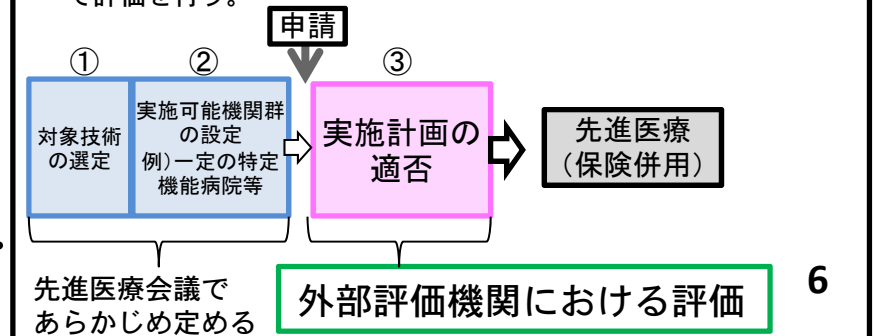 で評価を行う。
申請
①
②
③
対象技術
の選定
実施可能機関群
の設定
例)一定の特定
機能病院等
実施計画の
適否
先進医療
（保険併用）
先進医療会議で
あらかじめ定める
外部評価機関における評価
6